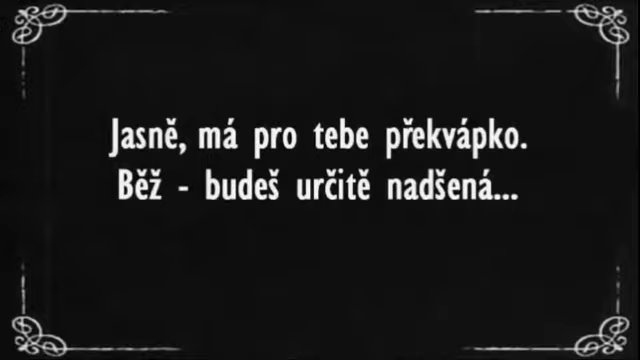 Jasně, má pro tebe překvápko.
Běž - budeš určitě nadšená...